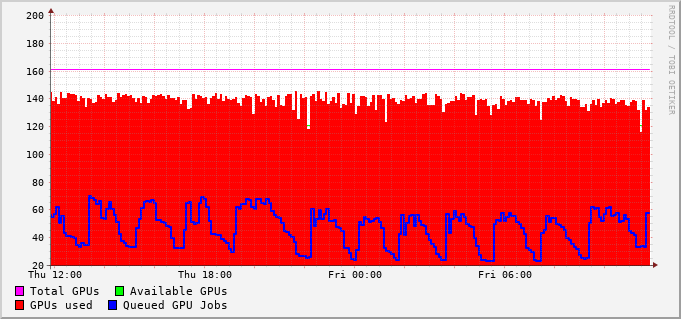 200
180
160
140
120
100
80
60
40
20
Thu 12:00 Thu 18:00 Fri 00:00 Fri 06:00
Total GPUs Available GPUs
GPUs used Queued GPU Jobs
RRDTOOL / TOBI OETIKER